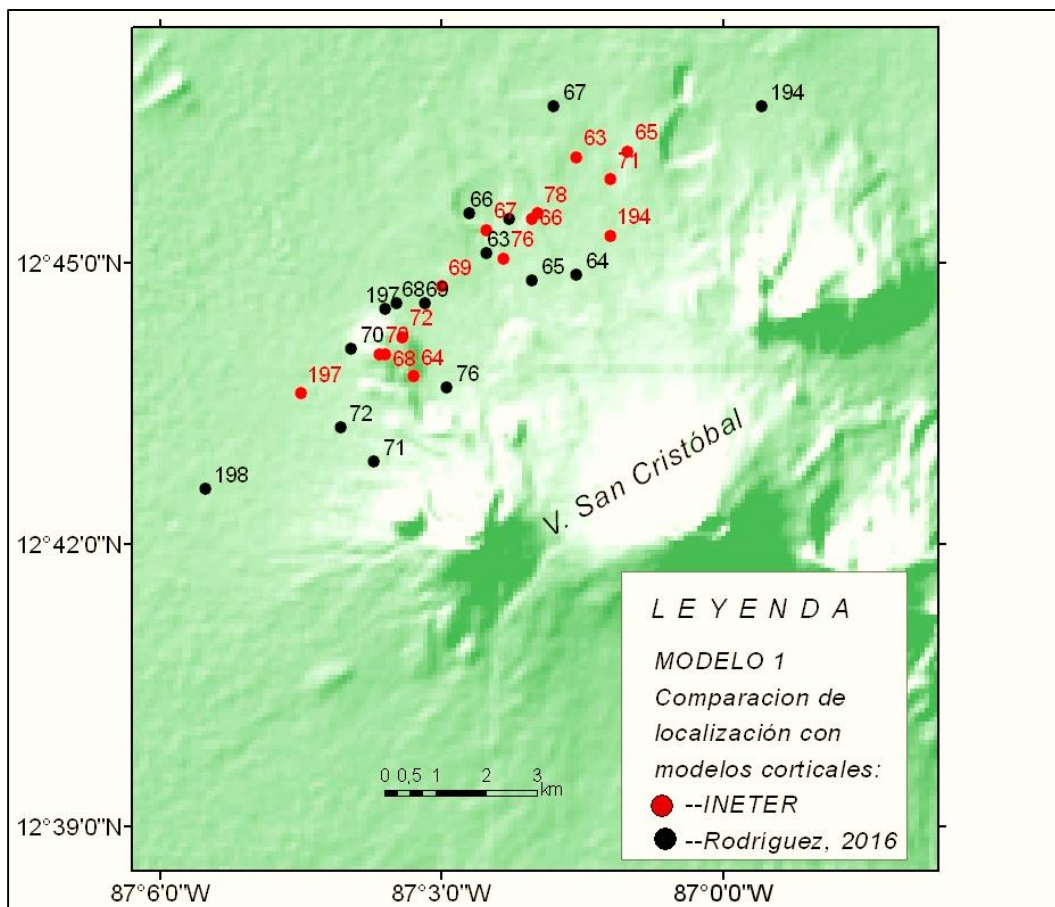 67
194
63
65
71
66
67
78
66
194
63
76
12°45'0"N
69
65
64
197
68
69
72
70
68
64
197
76
72
71
198
V. San Cristóbal
12°42'0"N
LEYENDA
MODELO 1
Comparacion de
localización con
modelos corticales:
--INETER
--Rodríguez, 2016
0 0,5 1 2 3
km
12°39'0"N
87°6'0"W 87°3'0"W 87°0'0"W